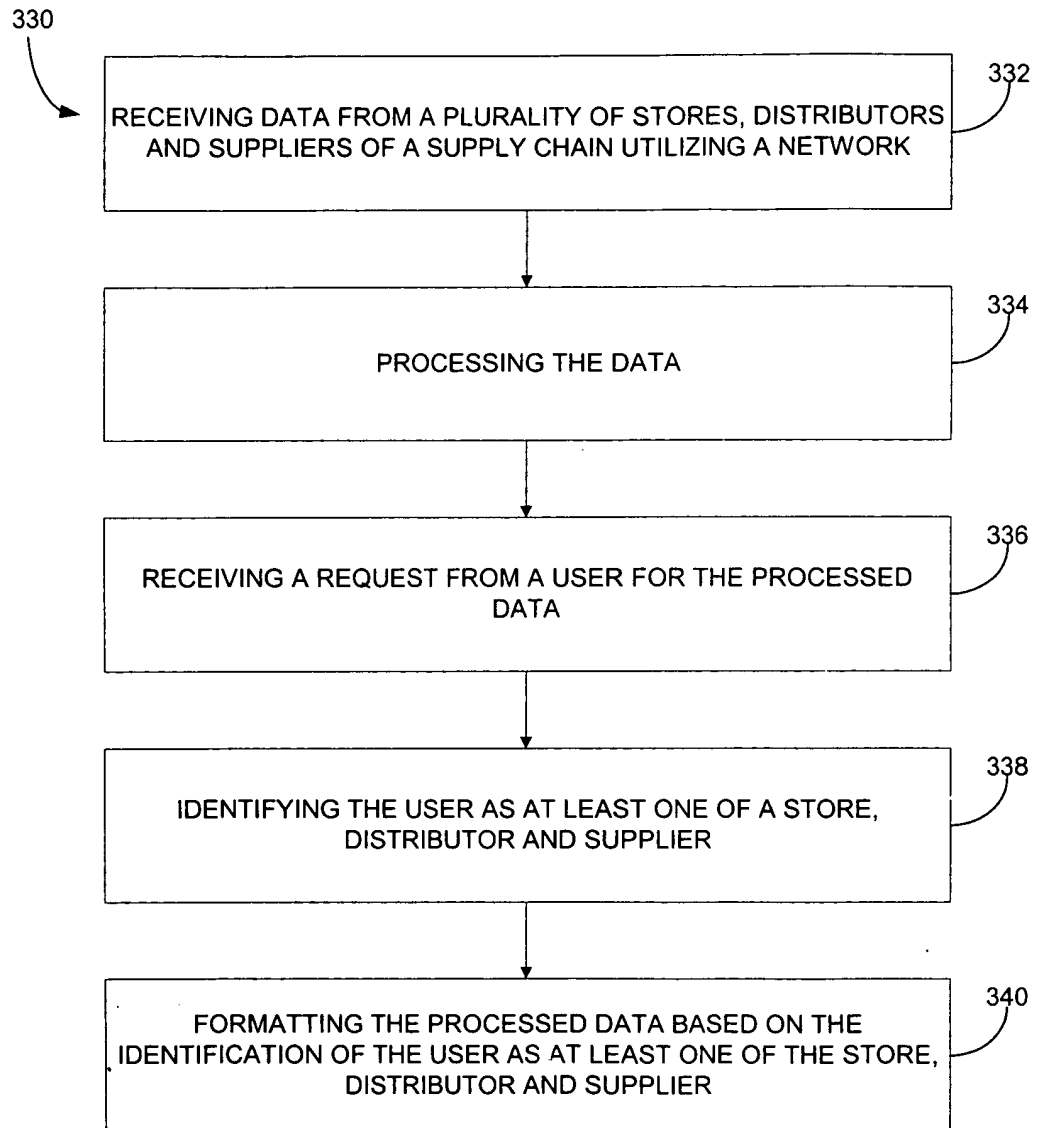 330
332
RECEIVING DATA FROM A PLURALITY OF STORES, DISTRIBUTORS
AND SUPPLIERS OF A SUPPLY CHAIN UTILIZING A NETWORK
334
PROCESSING THE DATA
336
RECEIVING A REQUEST FROM A USER FOR THE PROCESSED
DATA
338
IDENTIFYING THE USER AS AT LEAST ONE OF A STORE,
DISTRIBUTOR AND SUPPLIER
340
FORMATTING THE PROCESSED DATA BASED ON THE
IDENTIFICATION OF THE USER AS AT LEAST ONE OF THE STORE,
DISTRIBUTOR AND SUPPLIER